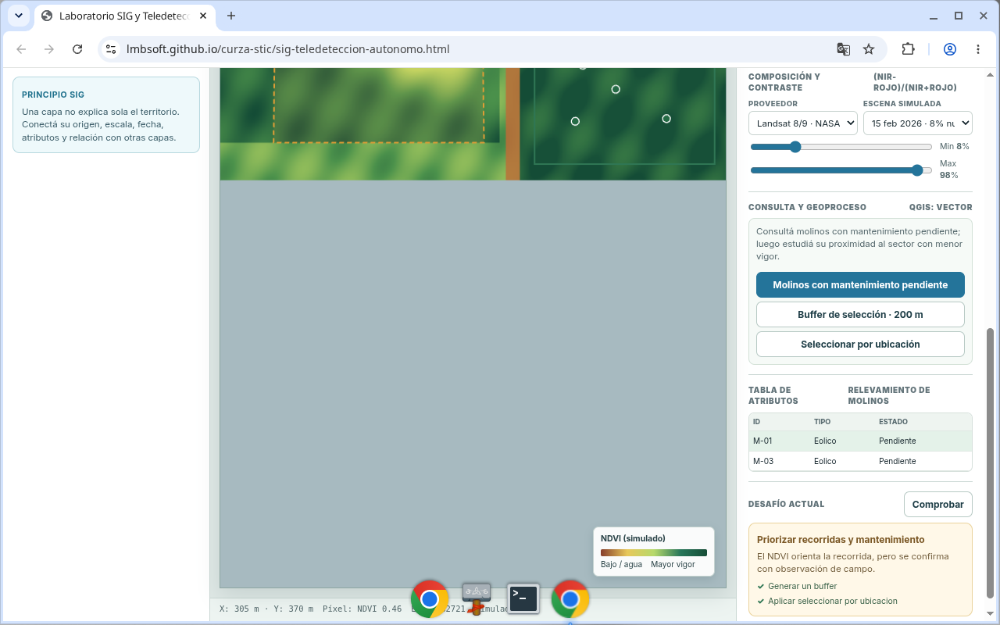 Laboratorio SIG y Teledetecc
lmbsoft.github.io/curza-stic/sig-teledeteccion-autonomo.html
PRINCIPIO SIG
Una capa no explica sola el territorio.
Conectá su origen, escala, fecha,
atributos y relación con otras capas.
NDVI (simulado)
Bajo / agua Mayor vigor
X: 305 m · Y: 370 m Píxel: NDVI 0.46
COMPOSICIÓN Y
CONTRASTE
(NIR-
ROJO)/(NIR+ROJO)
PROVEEDOR
ESCENA SIMULADA
Landsat 8/9 · NASA
15 feb 2026 · 8% nu
Min 8%
Max
98%
CONSULTA Y GEOPROCESO
QGIS: VECTOR
Consultá molinos con mantenimiento pendiente;
luego estudiá su proximidad al sector con menor
vigor.
Molinos con mantenimiento pendiente
Buffer de selección · 200 m
Seleccionar por ubicación
TABLA DE
ATRIBUTOS
RELEVAMIENTO DE
MOLINOS
ID TIPO ESTADO
M-01 Eolico Pendiente
M-03 Eolico Pendiente
DESAFÍO ACTUAL
Comprobar
Priorizar recorridas y mantenimiento
El NDVI orienta la recorrida, pero se confirma
con observación de campo.
✓ Generar un buffer
✓ Aplicar seleccionar por ubicacion